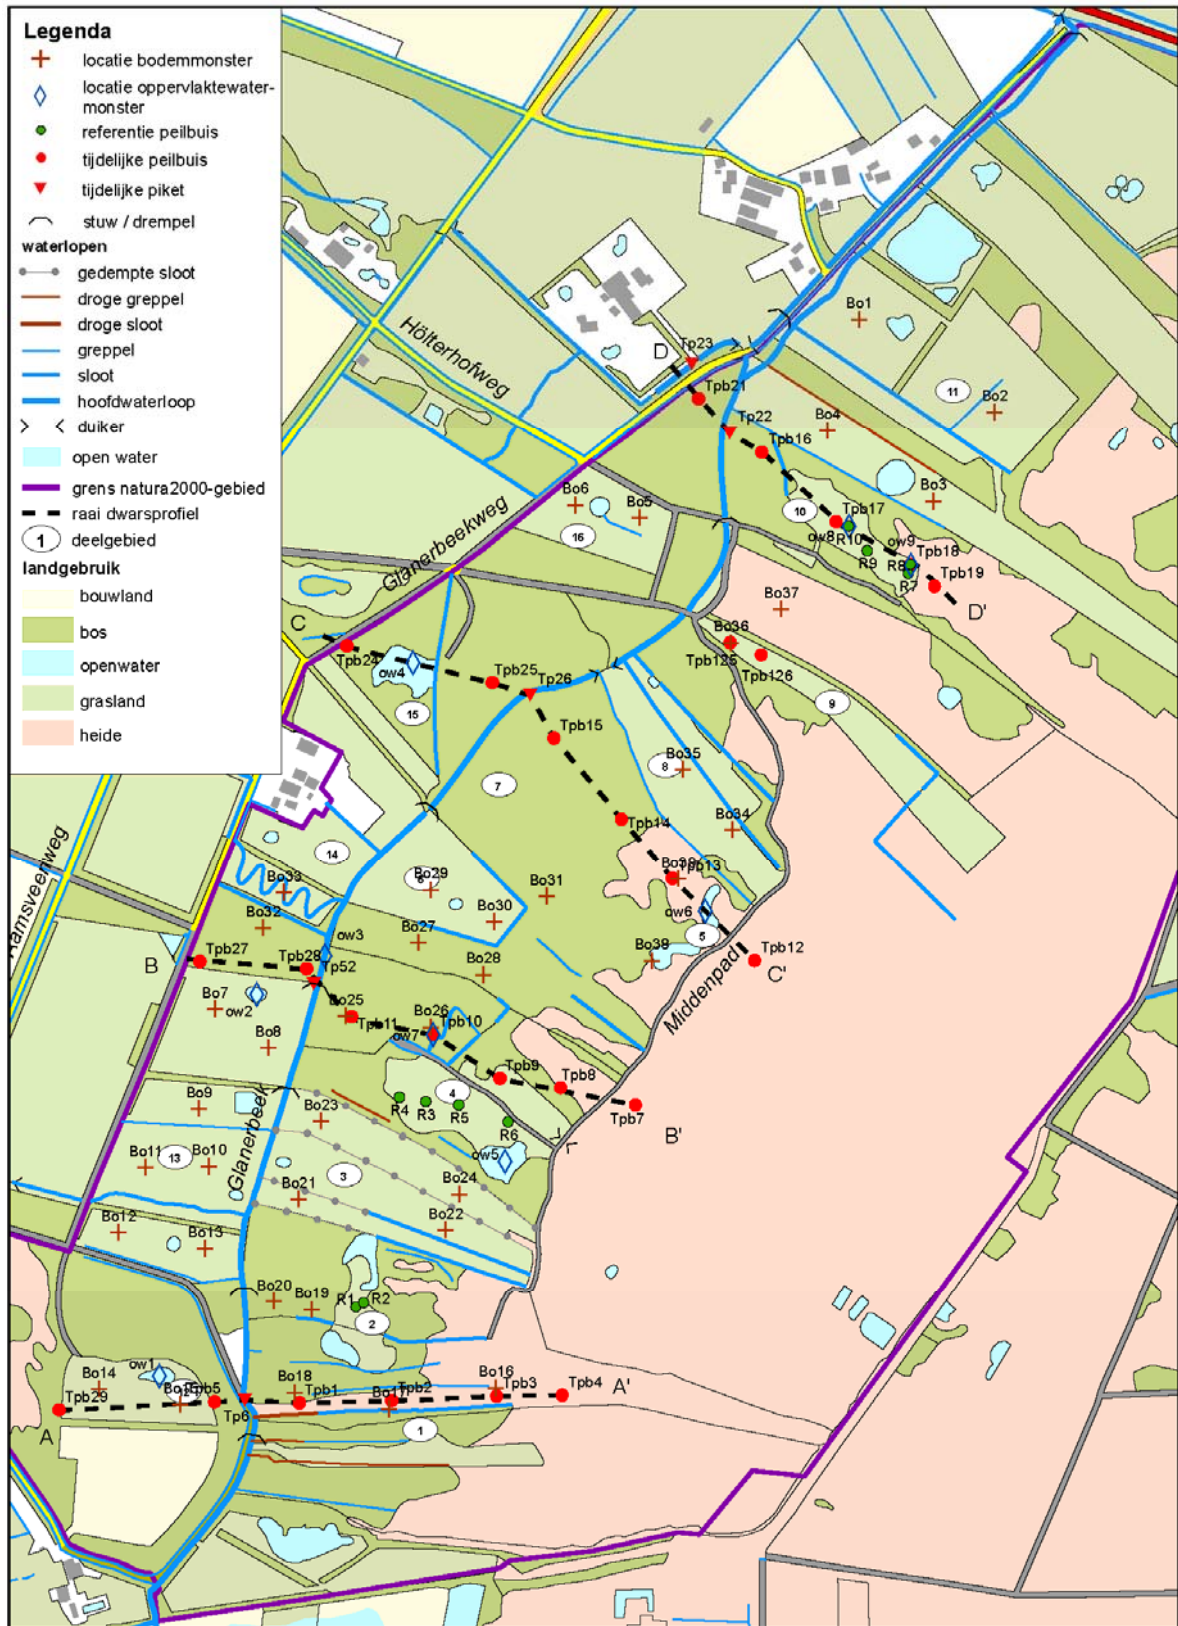 Legenda
locatie bodemmonster
locatie oppervlaktewater-
monster
referentie peilbuis
tijdelijke peilbuis
tijdelijke piket
stuw / drempel
waterlopen
gedempte sloot
droge greppel
droge sloot
greppel
sloot
hoofdwaterloop
duiker
open water
grens natura2000-gebied
raai dwarsprofiel
1 deelgebied
landgebruik
bouwland
bos
openwater
grasland
heide
Hölterhofweg
D
Tp23
Tpb21
Bo1
11
Bo2
Tp22
Bo4
Tpb16
Bo6
Bo5
16
10
Tpb17
Bo3
ow8
R10
ow9
R9
Tpb18
R8
R7
Tpb19
D'
Glanerbeekweg
Bo37
C
Tpb24
ow4
Tpb25
Tp26
Bo36
Tpb125
Tpb126
9
15
Tpb15
7
8
Bo35
Tpb14
Bo34
14
6
Bo29
Bo33
Bo31
Bo39
Tpb13
ow6
5
Ramsveenweg
Bo32
Bo30
Bo27
ow3
B
Tpb27
Tpb28
Tp52
Bo28
Bo38
Tpb12
C'
Middenpad
Bo7
ow2
Bo8
Bo25
Tpb11
Bo26
Tpb10
ow7
Tpb9
Tpb8
Tpb7
B'
Bo9
Glanerbeek
Bo23
4
R4
R3
R5
R6
ow5
Bo11
13
Bo10
3
Bo21
Bo24
Bo22
Bo12
Bo13
Bo20
Bo19
R1
R2
2
ow1
Bo14
Tpb29
Tpb5
Tp6
Bo18
Tpb1
Bo17
Tpb2
Bo16
Tpb3
Tpb4
A'
A
1